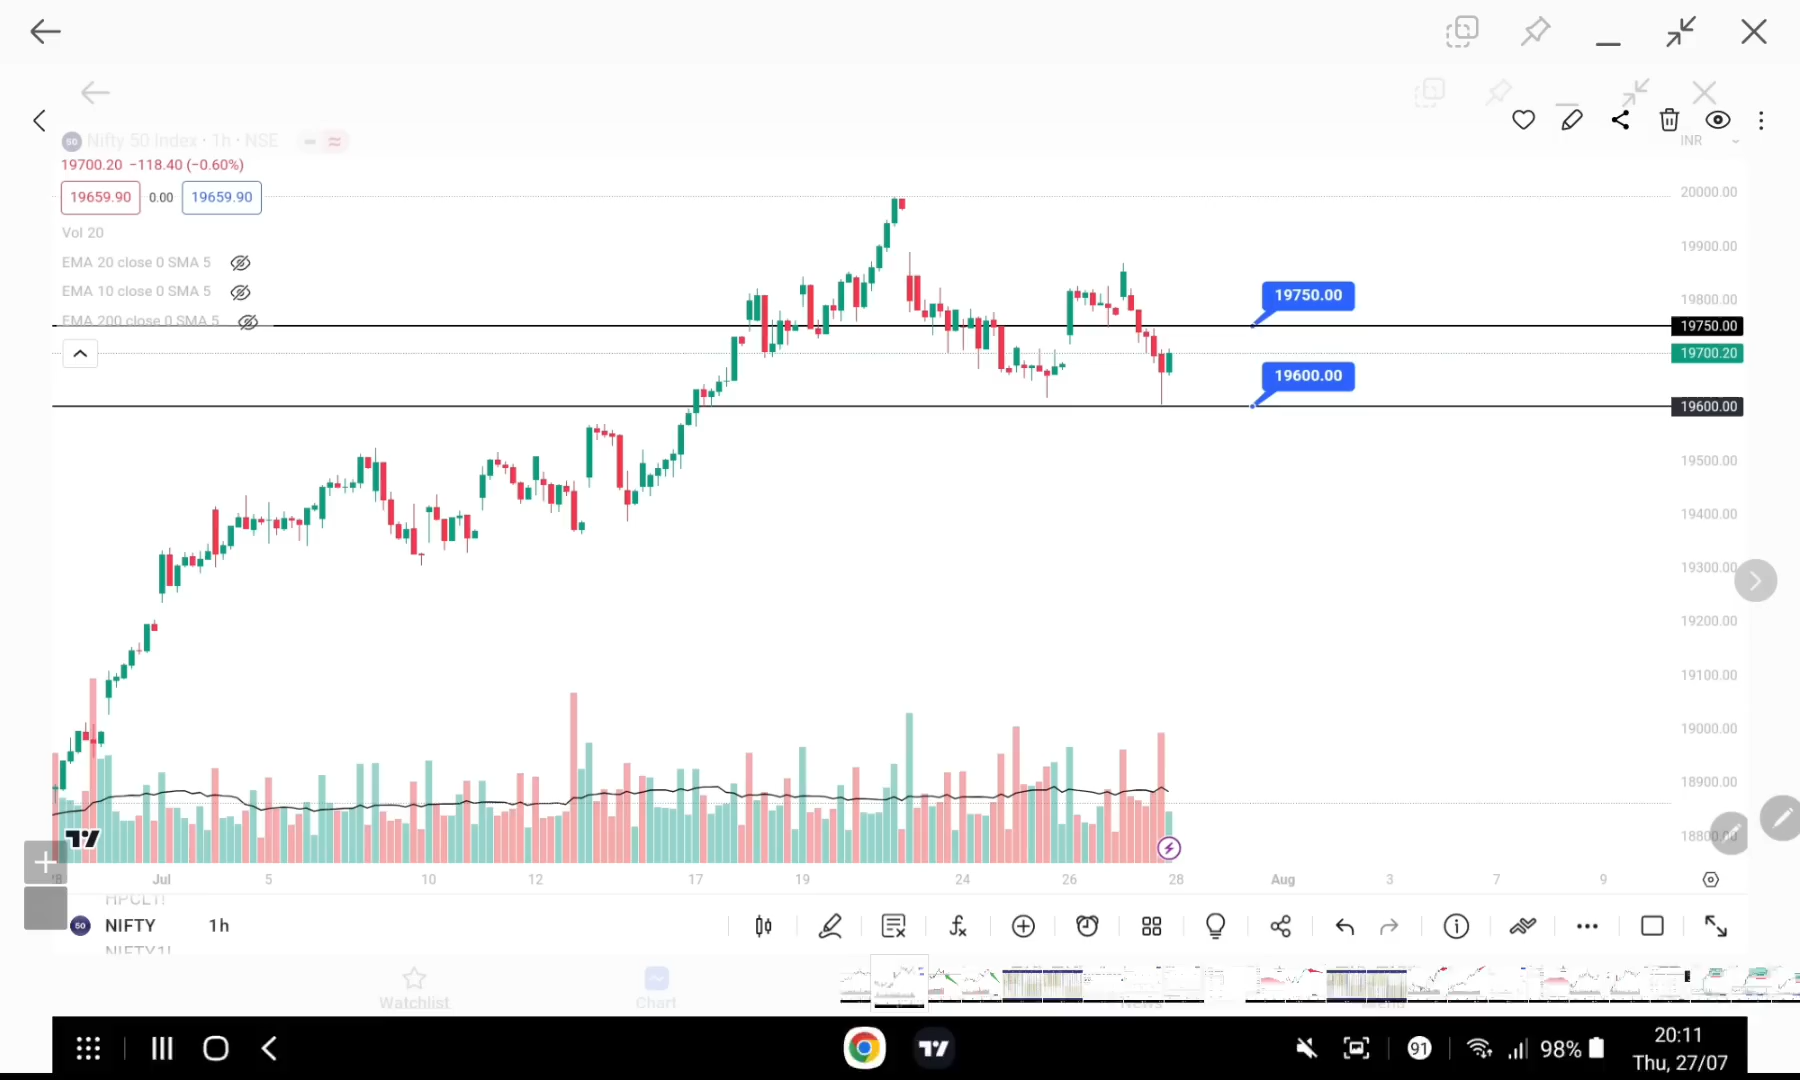 Nifty 50 Index · 1h · NSE
INR
19700.20 −118.40 (−0.60%)
19659.90 0.00 19659.90
Vol 20
EMA 20 close 0 SMA 5
EMA 10 close 0 SMA 5
EMA 200 close 0 SMA 5
20000.00
19900.00
19800.00
19750.00
19750.00
19700.20
19600.00
19600.00
19500.00
19400.00
19300.00
19200.00
19100.00
19000.00
18900.00
Jul 5 10 12 17 19 24 26 28 Aug 3 7 9
50 NIFTY 1h
NIFTY1!
Watchlist
Chart
91 98% 20:11
Thu, 27/07